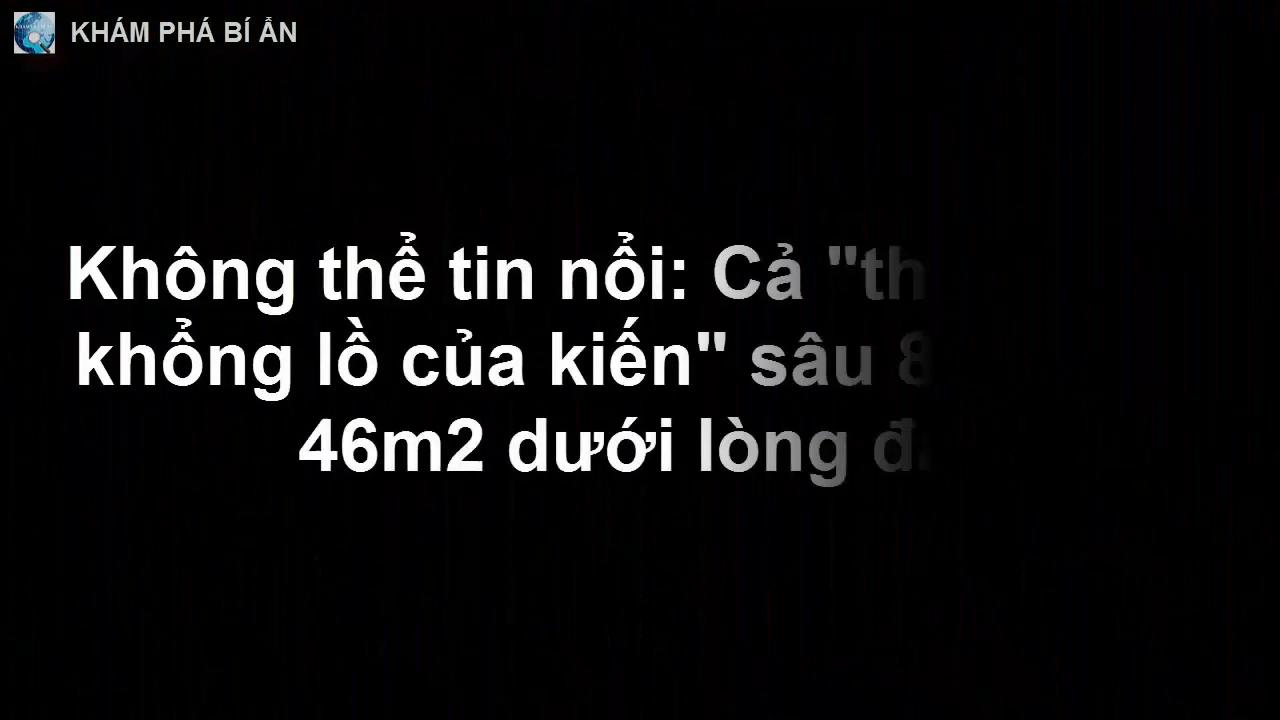 KHÁM PHÁ BÍ ẨN
Không thể tin nổi: Cả
khổng lồ của kiến" sâu
46m2 dưới lòng